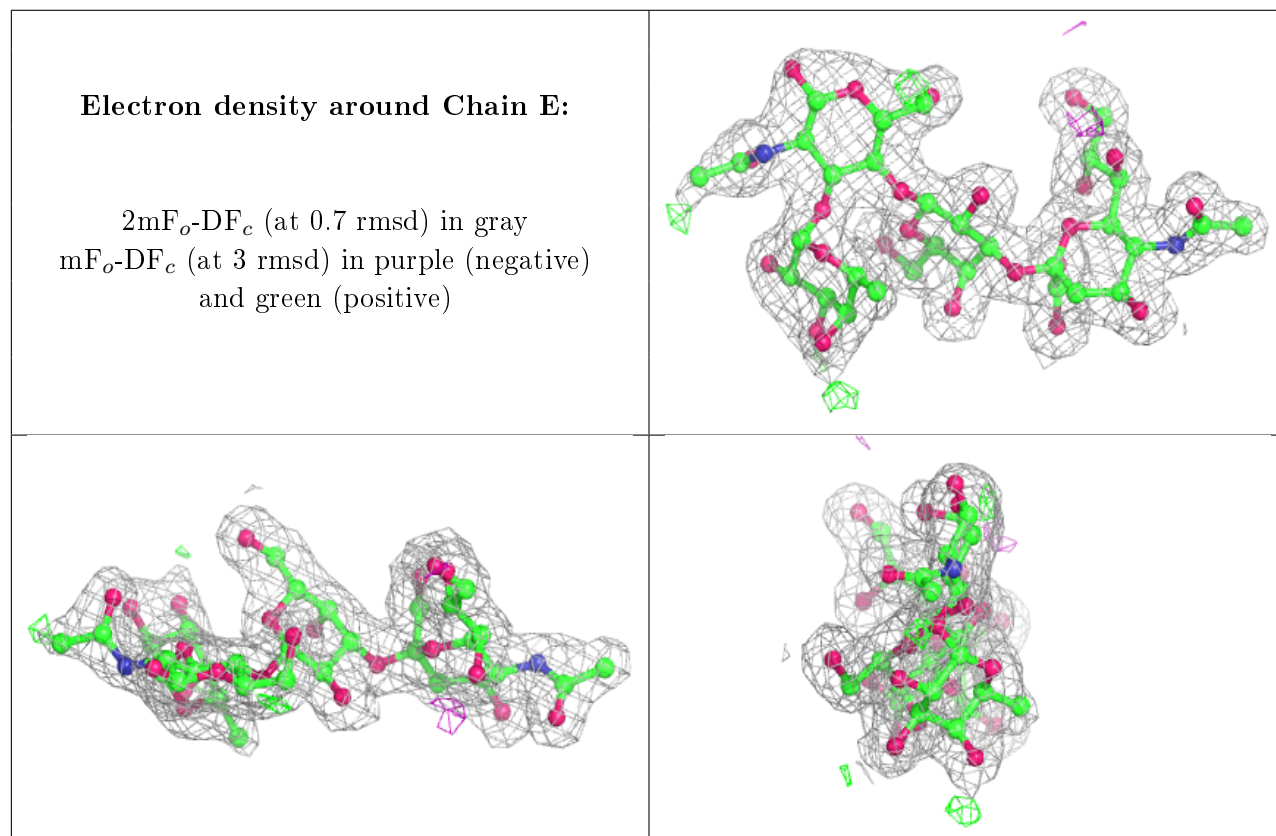 Electron density around Chain E:
2mFₒ-DF𝒸 (at 0.7 rmsd) in gray
mFₒ-DF𝒸 (at 3 rmsd) in purple (negative)
and green (positive)